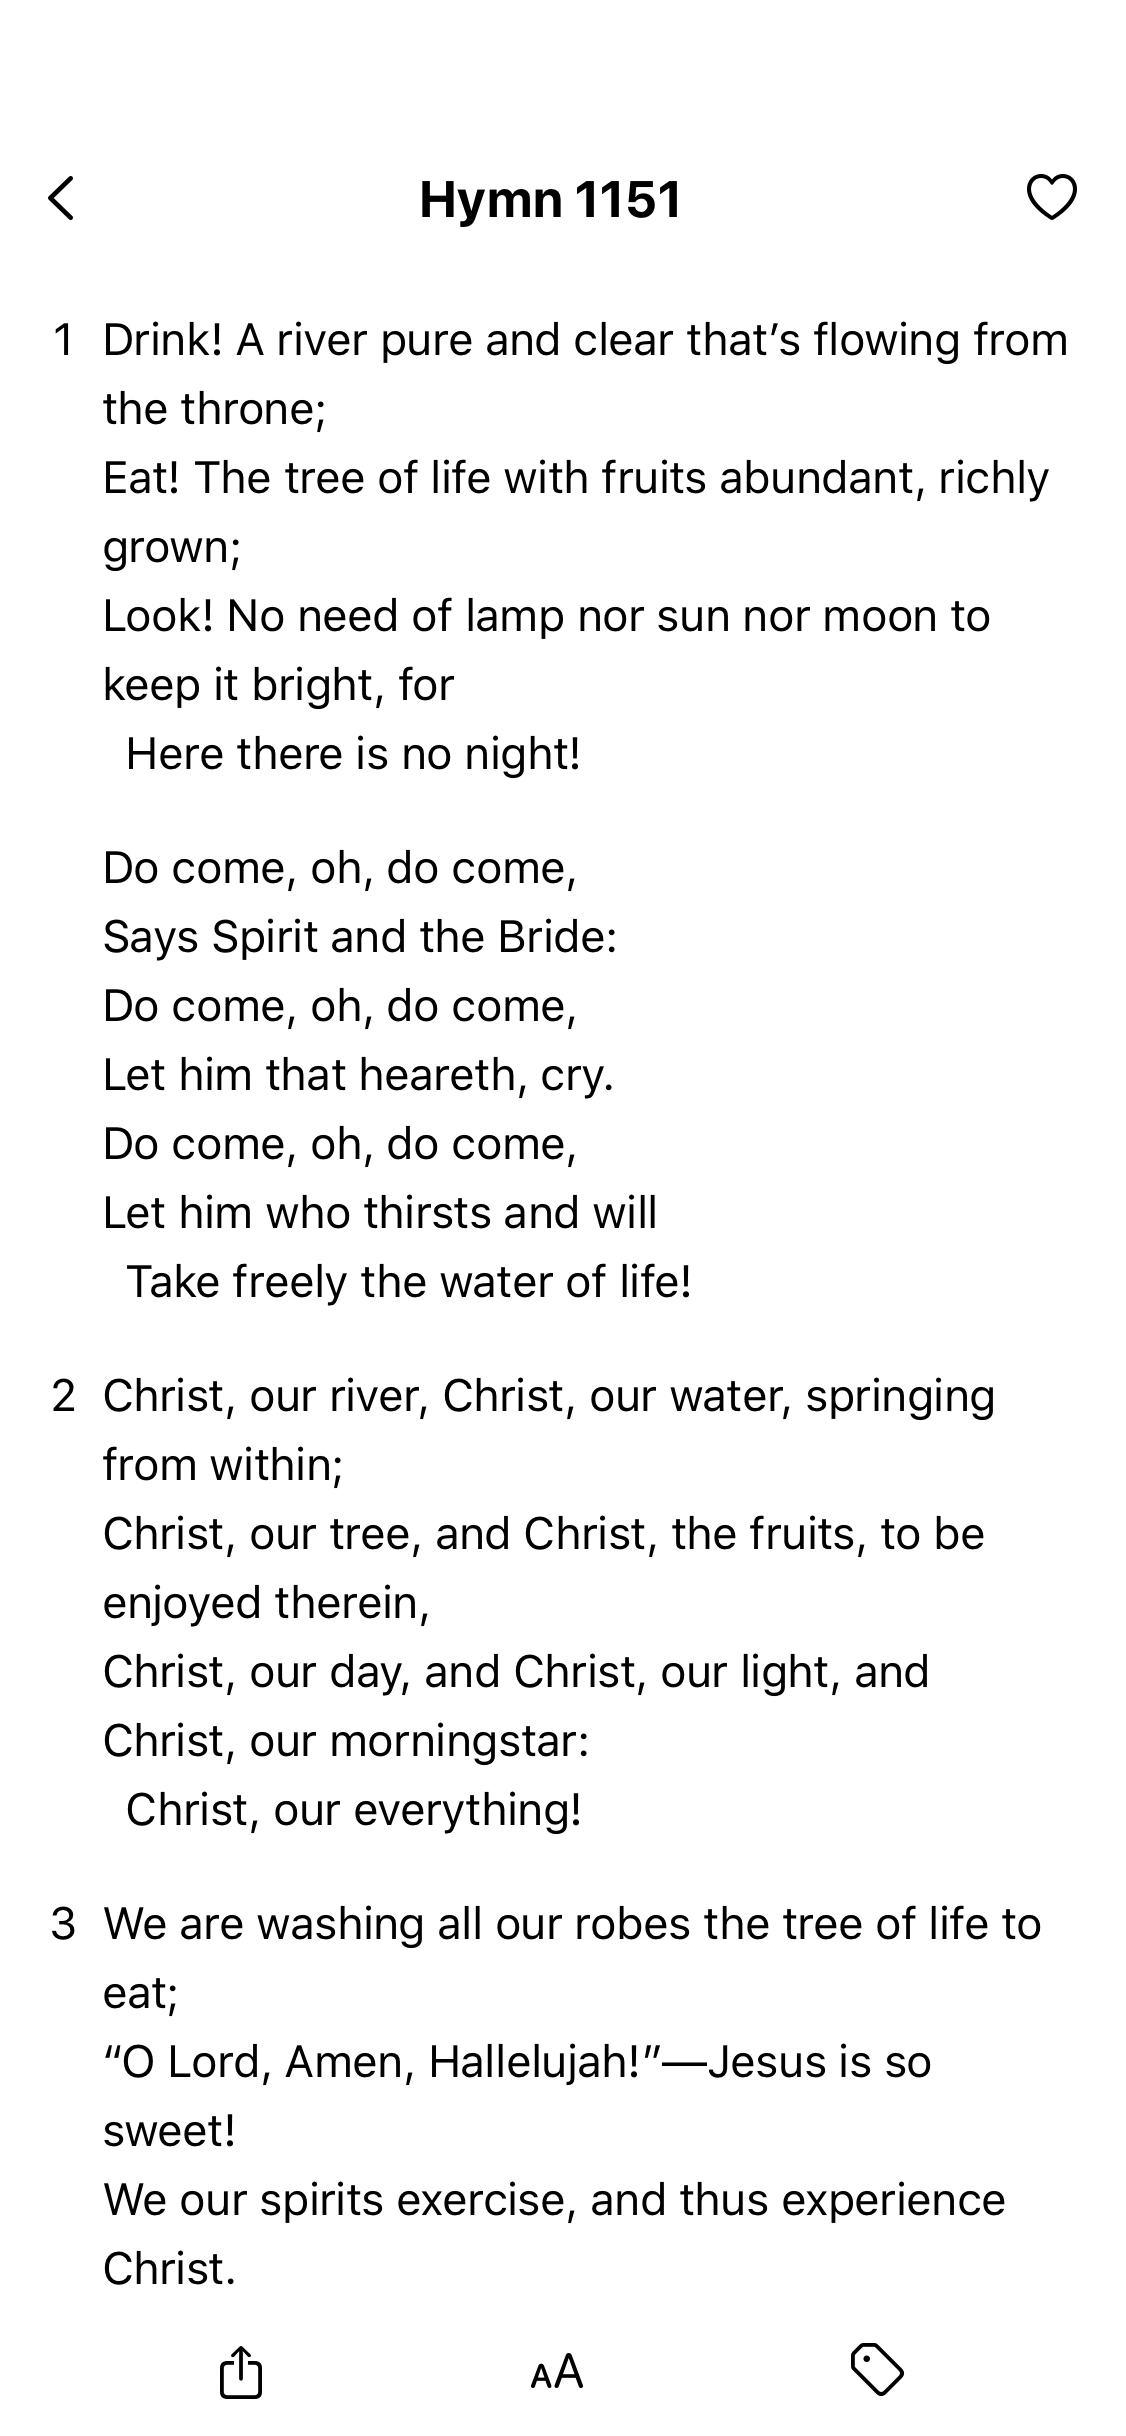 Hymn 1151
1 Drink! A river pure and clear that’s flowing from
the throne;
Eat! The tree of life with fruits abundant, richly
grown;
Look! No need of lamp nor sun nor moon to
keep it bright, for
Here there is no night!
Do come, oh, do come,
Says Spirit and the Bride:
Do come, oh, do come,
Let him that heareth, cry.
Do come, oh, do come,
Let him who thirsts and will
Take freely the water of life!
2 Christ, our river, Christ, our water, springing
from within;
Christ, our tree, and Christ, the fruits, to be
enjoyed therein,
Christ, our day, and Christ, our light, and
Christ, our morningstar:
Christ, our everything!
3 We are washing all our robes the tree of life to
eat;
“O Lord, Amen, Hallelujah!”—Jesus is so
sweet!
We our spirits exercise, and thus experience
Christ.
AA